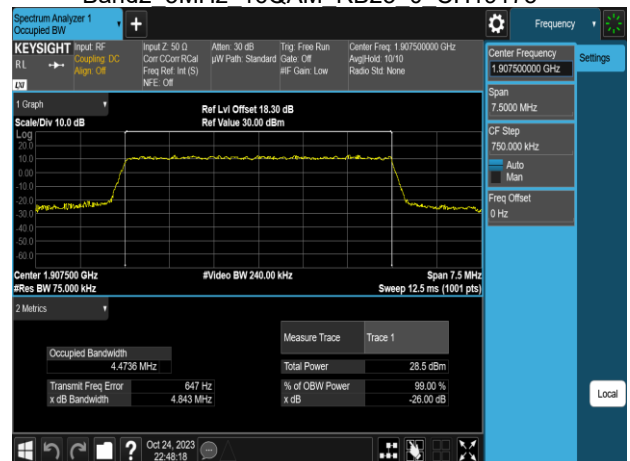 Spectrum Analyzer 1
Occupied BW
+
Frequency
KEYSIGHT
Input: RF
Input Z: 50 Ω
Atten: 30 dB
Trig: Free Run
Center Freq: 1.907500000 GHz
RL
Coupling: DC
Corr CCorr RCal
µW Path: Standard
Gate: Off
Avg|Hold: 10/10
Align: Off
Freq Ref: Int (S)
#IF Gain: Low
Radio Std: None
LXI
NFE: Off
Center Frequency
1.907500000 GHz
Settings
Span
7.5000 MHz
CF Step
750.000 kHz
Auto
Man
Freq Offset
0 Hz
Local
1 Graph
Ref Lvl Offset 18.30 dB
Scale/Div 10.0 dB
Ref Value 30.00 dBm
Log
20.0
10.0
0.00
-10.0
-20.0
-30.0
-40.0
-50.0
-60.0
Center 1.907500 GHz
#Video BW 240.00 kHz
Span 7.5 MHz
#Res BW 75.000 kHz
Sweep 12.5 ms (1001 pts)
2 Metrics
Measure Trace
Trace 1
Occupied Bandwidth
4.4736 MHz
Total Power
28.5 dBm
Transmit Freq Error
647 Hz
% of OBW Power
99.00 %
x dB Bandwidth
4.843 MHz
x dB
-26.00 dB
?
Oct 24, 2023
22:48:18